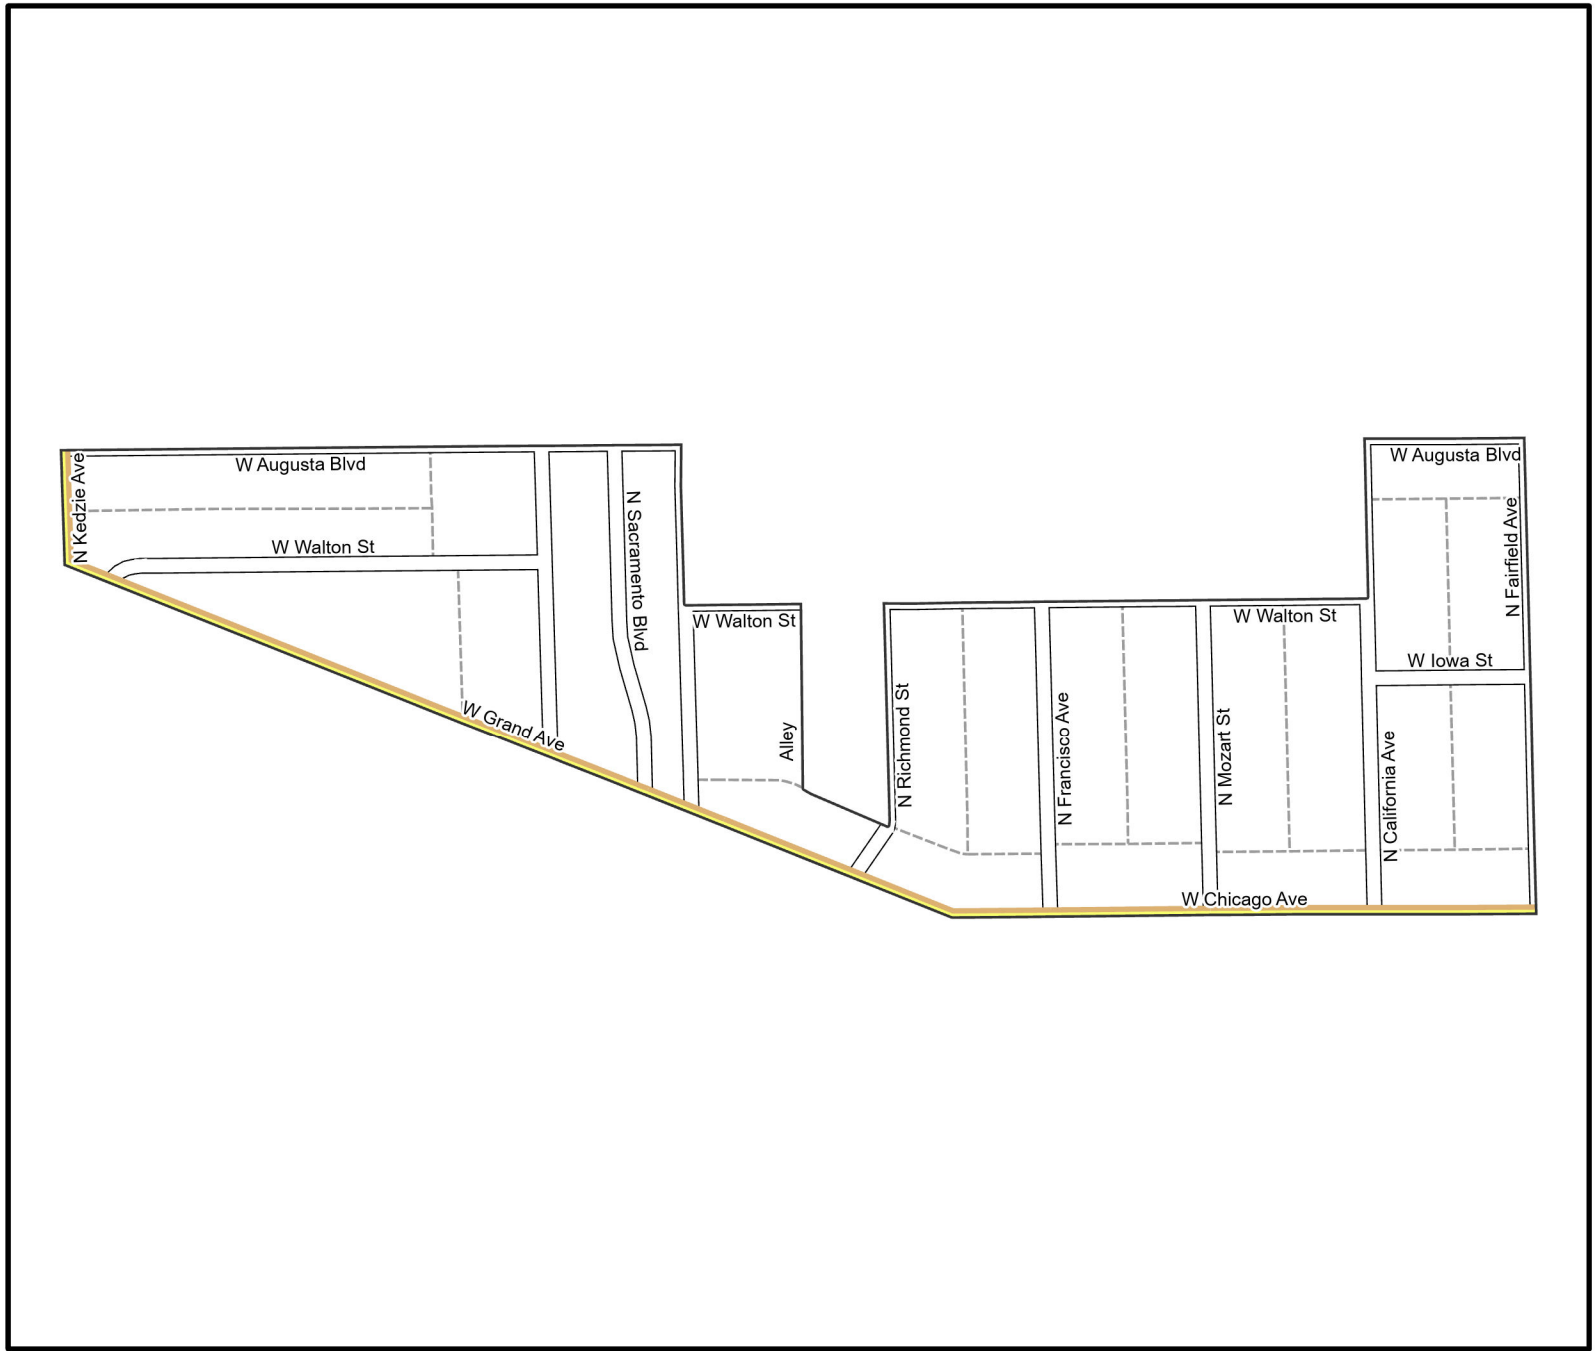 W Augusta Blvd
W Augusta Blvd
N Kedzie Ave
W Walton St
N Sacramento Blvd
N Fairfield Ave
W Walton St
W Walton St
W Iowa St
W Grand Ave
Alley
N Richmond St
N Francisco Ave
N Mozart St
N California Ave
W Chicago Ave